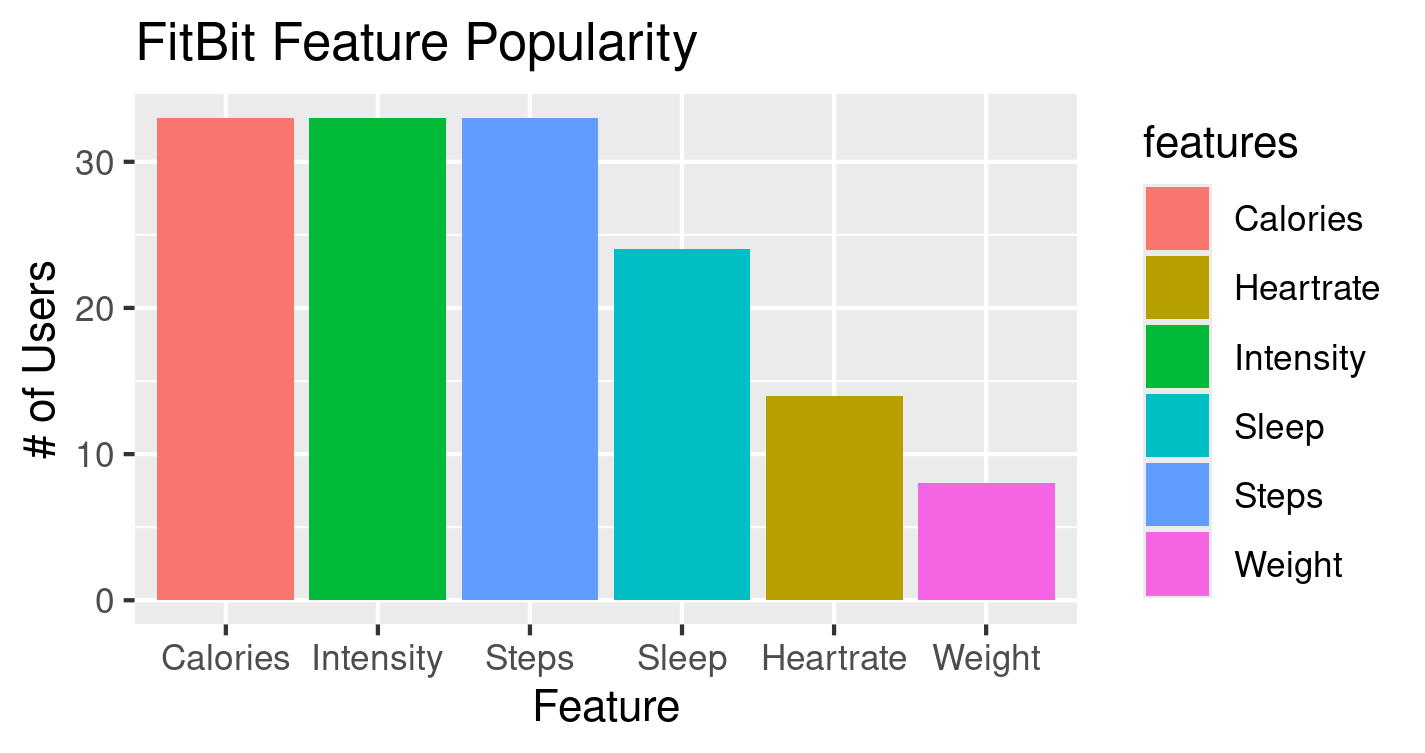 FitBit Feature Popularity
# of Users
30
20
10
0
Calories Intensity Steps Sleep Heartrate Weight
Feature
features
Calories
Heartrate
Intensity
Sleep
Steps
Weight